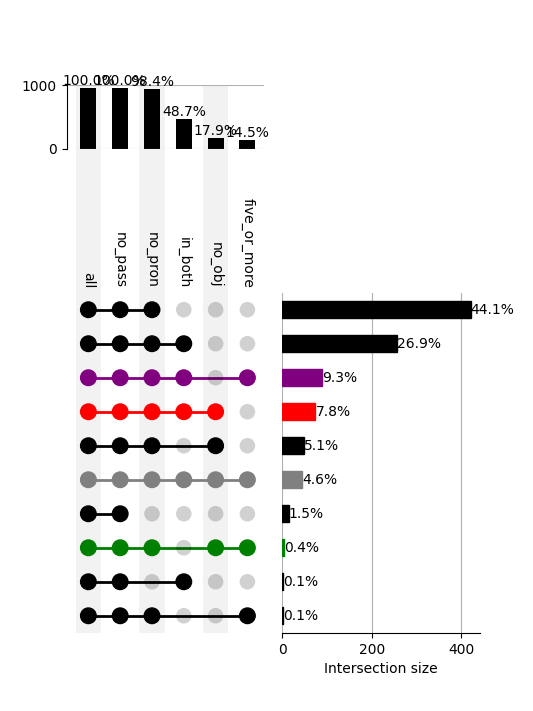 100.0%
100.0%
98.4%
48.7%
17.9%
14.5%
1000
0
all
no_pass
no_pron
in_both
no_obj
five_or_more
44.1%
26.9%
9.3%
7.8%
5.1%
4.6%
1.5%
0.4%
0.1%
0.1%
0 200 400
Intersection size